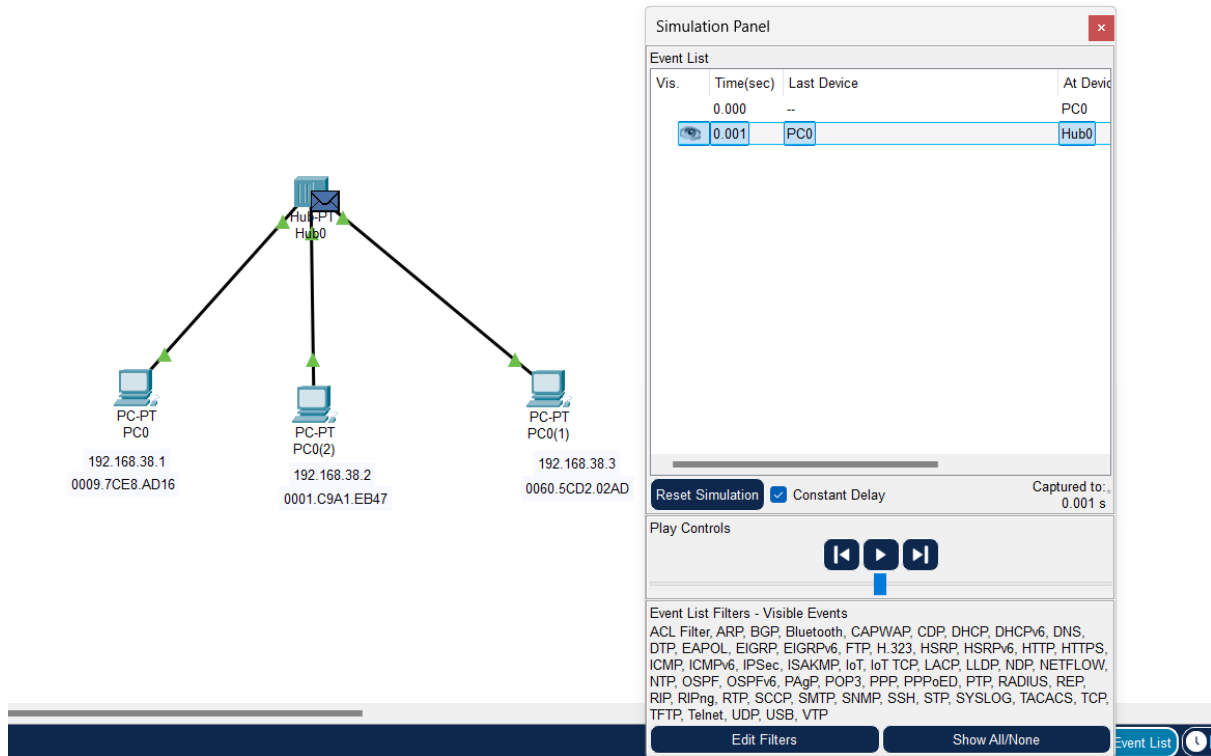 Hub-PT
Hub0
PC-PT
PC0
192.168.38.1
0009.7CE8.AD16
PC-PT
PC0(2)
192.168.38.2
0001.C9A1.EB47
PC-PT
PC0(1)
192.168.38.3
0060.5CD2.02AD
Simulation Panel
Event List
Vis. Time(sec) Last Device At Devic
0.000 -- PC0
0.001 PC0 Hub0
Reset Simulation Constant Delay Captured to:
0.001 s
Play Controls
Event List Filters - Visible Events
ACL Filter, ARP, BGP, Bluetooth, CAPWAP, CDP, DHCP, DHCPv6, DNS,
DTP, EAPOL, EIGRP, EIGRPv6, FTP, H.323, HSRP, HSRPv6, HTTP, HTTPS,
ICMP, ICMPv6, IPSec, ISAKMP, IoT, IoT TCP, LACP, LLDP, NDP, NETFLOW,
NTP, OSPF, OSPFv6, PAgP, POP3, PPP, PPPoED, PTP, RADIUS, REP,
RIP, RIPng, RTP, SCCP, SMTP, SNMP, SSH, STP, SYSLOG, TACACS, TCP,
TFTP, Telnet, UDP, USB, VTP
Edit Filters Show All/None
Event List